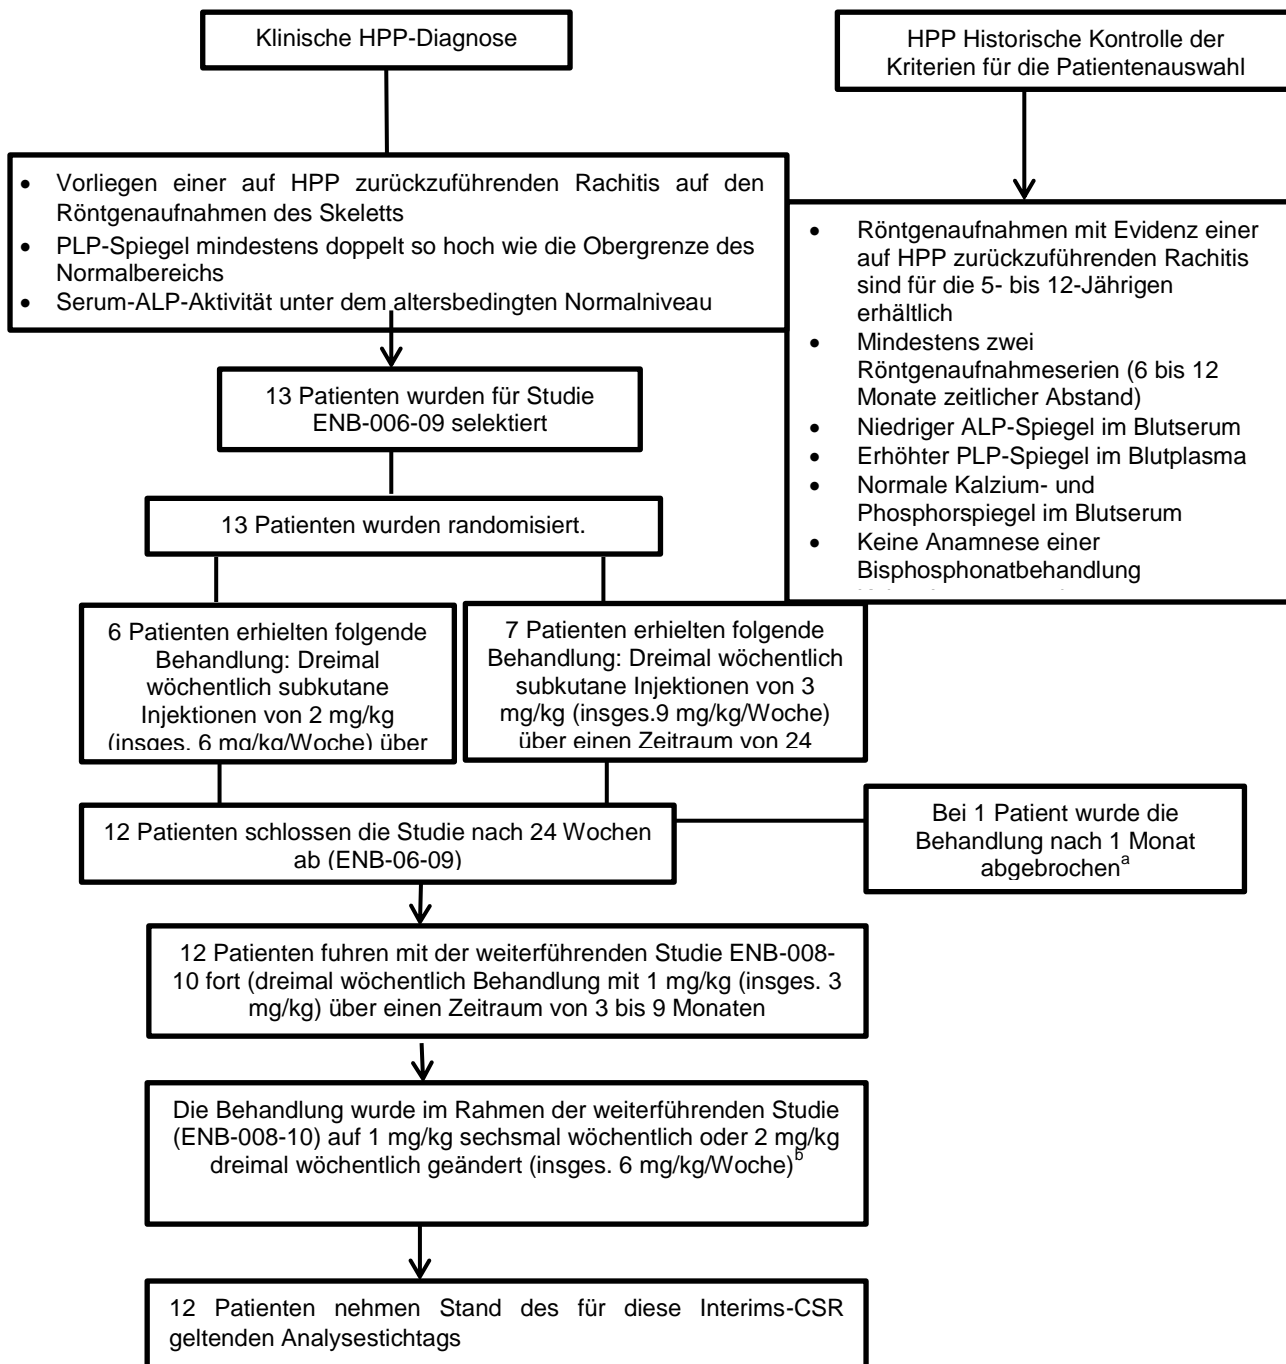 Klinische HPP-Diagnose
HPP Historische Kontrolle der
Kriterien für die Patientenauswahl
• Vorliegen einer auf HPP zurückzuführenden Rachitis auf den
Röntgenaufnahmen des Skeletts
• PLP-Spiegel mindestens doppelt so hoch wie die Obergrenze des
Normalbereichs
• Serum-ALP-Aktivität unter dem altersbedingten Normalniveau
• Röntgenaufnahmen mit Evidenz einer
auf HPP zurückzuführenden Rachitis
sind für die 5- bis 12-Jährigen
erhältlich
• Mindestens zwei
Röntgenaufnahmeserien (6 bis 12
Monate zeitlicher Abstand)
• Niedriger ALP-Spiegel im Blutserum
• Erhöhter PLP-Spiegel im Blutplasma
• Normale Kalzium- und
Phosphorspiegel im Blutserum
• Keine Anamnese einer
Bisphosphonatbehandlung
13 Patienten wurden für Studie
ENB-006-09 selektiert
13 Patienten wurden randomisiert.
6 Patienten erhielten folgende
Behandlung: Dreimal
wöchentlich subkutane
Injektionen von 2 mg/kg
(insges. 6 mg/kg/Woche) über
7 Patienten erhielten folgende
Behandlung: Dreimal wöchentlich
subkutane Injektionen von 3
mg/kg (insges.9 mg/kg/Woche)
über einen Zeitraum von 24
12 Patienten schlossen die Studie nach 24 Wochen
ab (ENB-06-09)
Bei 1 Patient wurde die
Behandlung nach 1 Monat
abgebrochen^a
12 Patienten fuhren mit der weiterführenden Studie ENB-008-
10 fort (dreimal wöchentlich Behandlung mit 1 mg/kg (insges. 3
mg/kg) über einen Zeitraum von 3 bis 9 Monaten
Die Behandlung wurde im Rahmen der weiterführenden Studie
(ENB-008-10) auf 1 mg/kg sechsmal wöchentlich oder 2 mg/kg
dreimal wöchentlich geändert (insges. 6 mg/kg/Woche)^b
12 Patienten nehmen Stand des für diese Interims-CSR
geltenden Analysestichtags